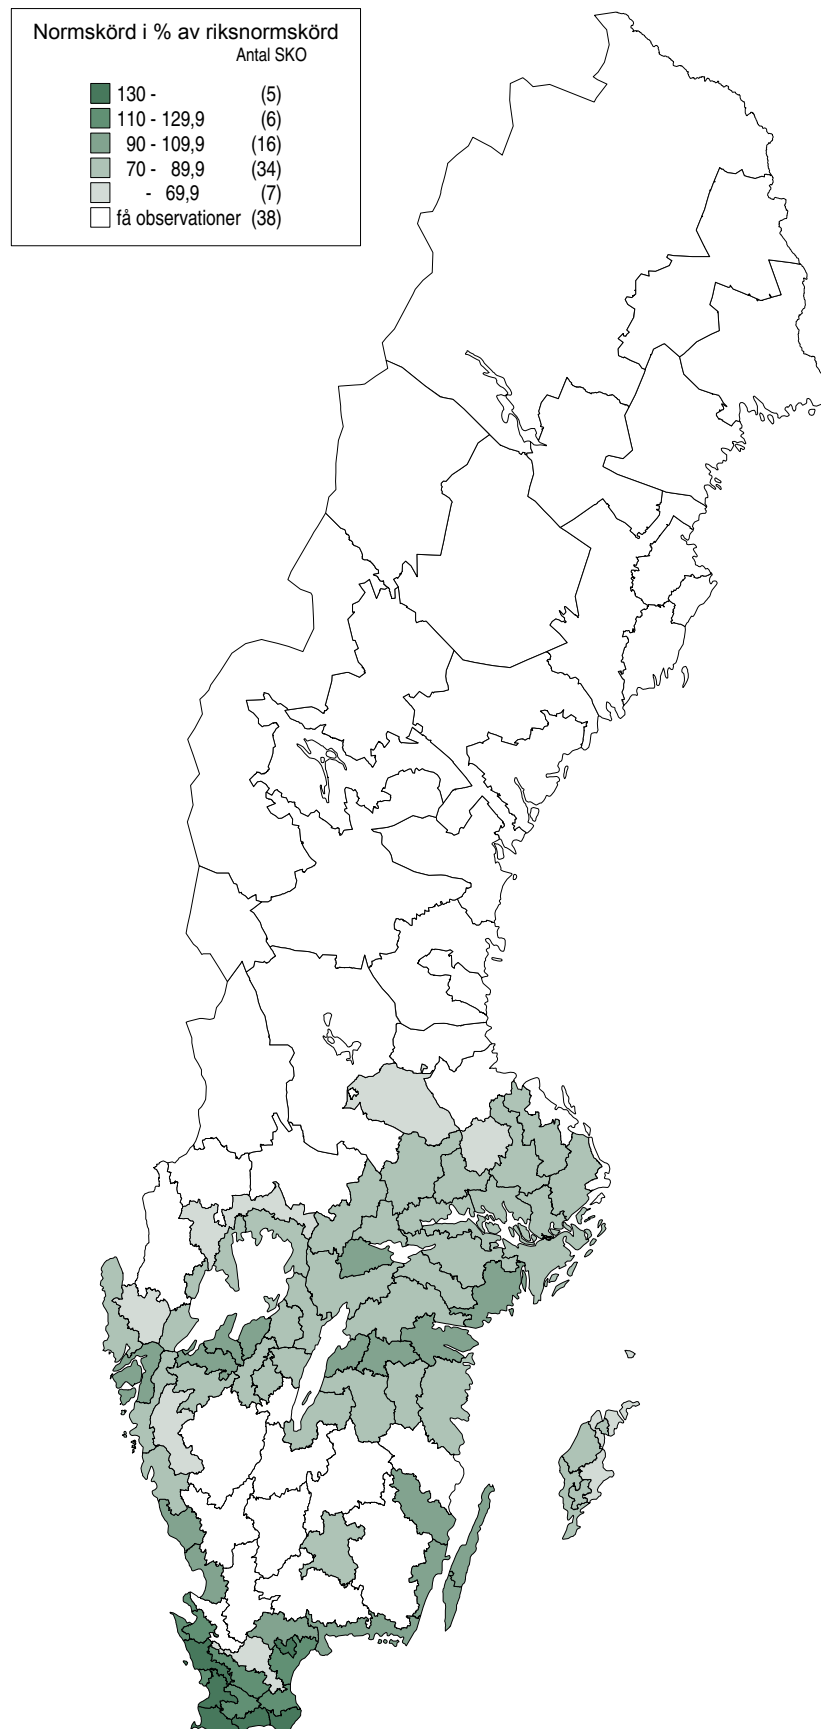 Normskörd i % av riksnormskörd
Antal SKO
130 - (5)
110 - 129,9 (6)
90 - 109,9 (16)
70 - 89,9 (34)
- 69,9 (7)
få observationer (38)